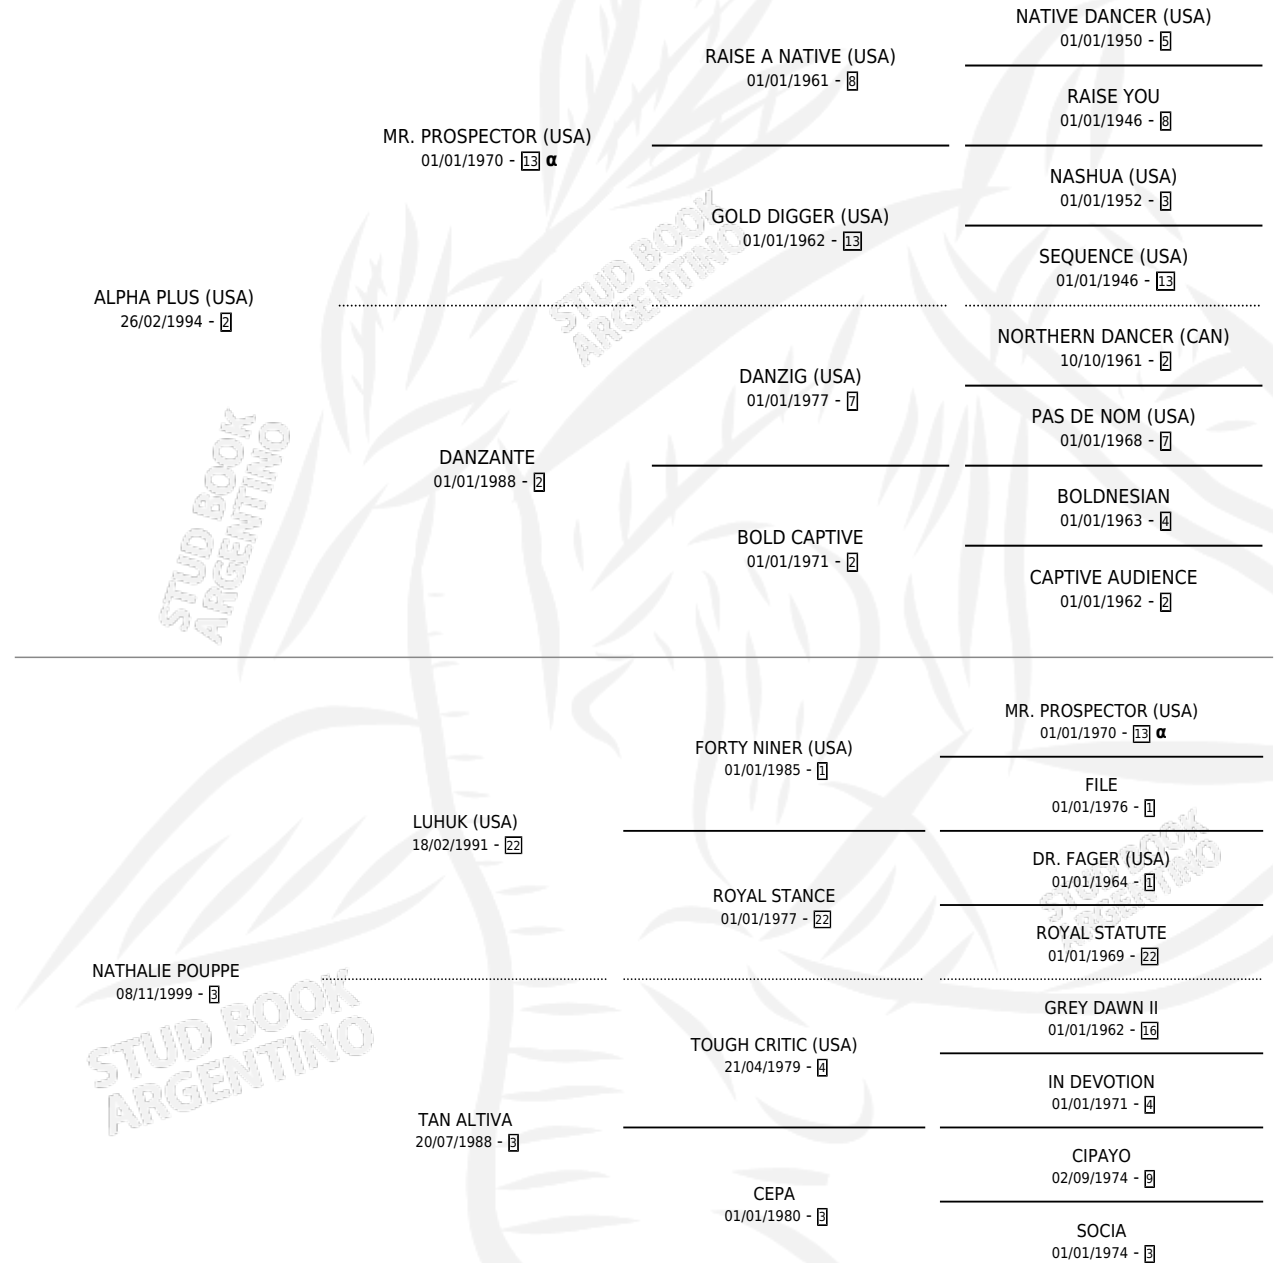 NATIVE DANCER (USA)
01/01/1950 - 5
RAISE A NATIVE (USA)
01/01/1961 - 8
RAISE YOU
01/01/1946 - 8
MR. PROSPECTOR (USA)
01/01/1970 - 13 α
NASHUA (USA)
01/01/1952 - 3
GOLD DIGGER (USA)
01/01/1962 - 13
SEQUENCE (USA)
01/01/1946 - 13
ALPHA PLUS (USA)
26/02/1994 - 2
NORTHERN DANCER (CAN)
10/10/1961 - 2
DANZIG (USA)
01/01/1977 - 7
PAS DE NOM (USA)
01/01/1968 - 7
DANZANTE
01/01/1988 - 2
BOLDNESIAN
01/01/1963 - 4
BOLD CAPTIVE
01/01/1971 - 2
CAPTIVE AUDIENCE
01/01/1962 - 2
MR. PROSPECTOR (USA)
01/01/1970 - 13 α
FORTY NINER (USA)
01/01/1985 - 1
FILE
01/01/1976 - 1
LUHUK (USA)
18/02/1991 - 22
DR. FAGER (USA)
01/01/1964 - 1
ROYAL STANCE
01/01/1977 - 22
ROYAL STATUTE
01/01/1969 - 22
NATHALIE POUPPE
08/11/1999 - 3
GREY DAWN II
01/01/1962 - 16
TOUGH CRITIC (USA)
21/04/1979 - 4
IN DEVOTION
01/01/1971 - 4
TAN ALTIVA
20/07/1988 - 3
CIPAYO
02/09/1974 - 9
CEPA
01/01/1980 - 3
SOCIA
01/01/1974 - 3
STUD BOOK
ARGENTINO
STUD BOOK
ARGENTINO
STUD BOOK
ARGENTINO
STUD BOOK
ARGENTINO